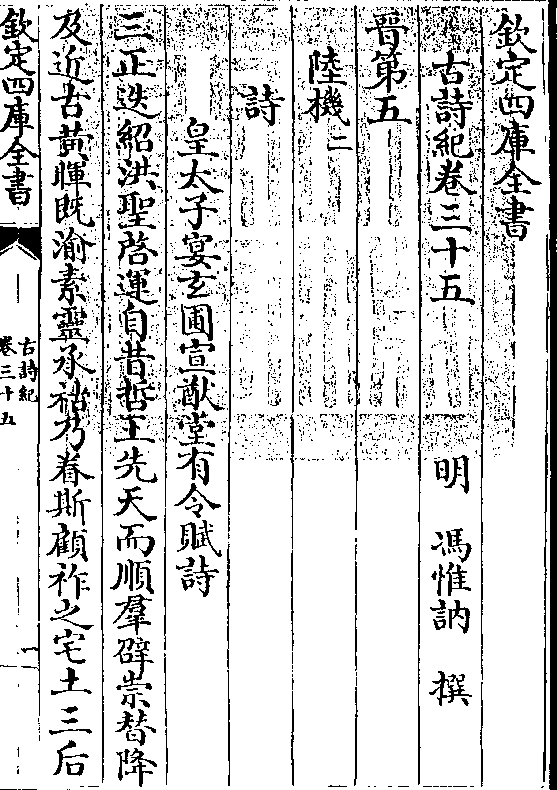 欽定四庫全書
古詩紀卷三十五
明 馮惟訥 撰
晉第五
陸機二
詩
皇太子宴玄圃宣猷堂有令賦詩
三正迭紹洪聖啓運自昔哲王先天而順羣辟崇替降
及近古黄暉既渝素靈承祜乃眷斯顧祚之宅土三后
欽定四庫全書
古詩紀
卷三十五
一